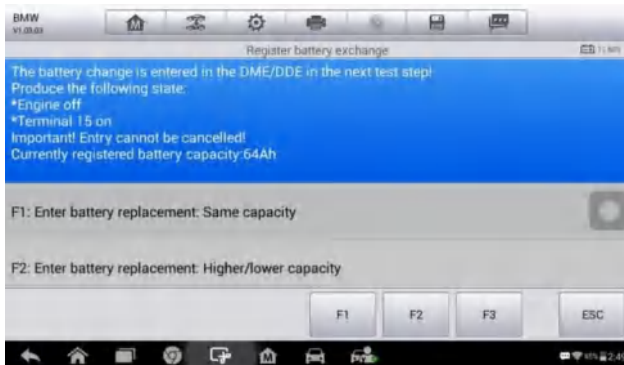 BMW
Register battery exchange
The battery change is entered in the DME/DDE in the next test step!
Produce the following state:
*Engine off
*Terminal 15 on
Important! Entry cannot be cancelled!
Currently registered battery capacity:64Ah
F1: Enter battery replacement: Same capacity
F2: Enter battery replacement: Higher/lower capacity
F1 F2 F3 ESC